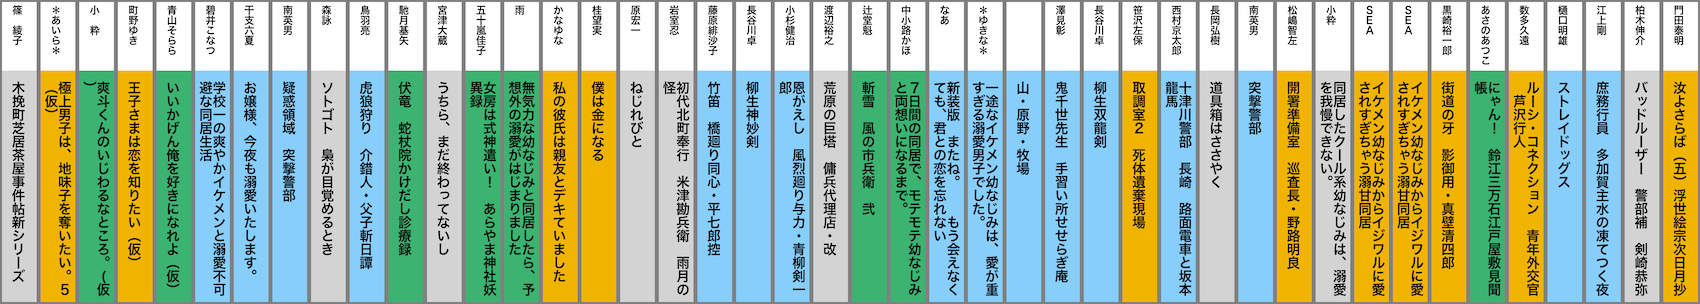 門田泰明
汝よさらば（五）浮世絵宗次日月抄
柏木伸介
バッドルーザー　警部補　剣崎恭弥
江上剛
庶務行員　多加賀主水の凍てつく夜
樋口明雄
ストレイドッグス
数多久遠
ルーシ・コネクション　青年外交官
芦沢行人
あさのあつこ
にゃん！　鈴江三万石江戸屋敷見聞
帳
黒崎裕一郎
街道の牙　影御用・真壁清四郎
ＳＥＡ
イケメン幼なじみからイジワルに愛
されすぎちゃう溺甘同居
ＳＥＡ
イケメン幼なじみからイジワルに愛
されすぎちゃう溺甘同居
小粋
同居したクール系幼なじみは、溺愛
を我慢できない。
松嶋智左
開署準備室　巡査長・野路明良
南英男
突撃警部
長岡弘樹
道具箱はささやく
西村京太郎
十津川警部　長崎　路面電車と坂本
龍馬
笹沢左保
取調室２　死体遺棄現場
長谷川卓
柳生双龍剣
澤見彰
鬼千世先生　手習い所せせらぎ庵
山・原野・牧場
＊ゆきな＊
一途なイケメン幼なじみは、愛が重
すぎる溺愛男子でした。
なあ
新装版　またね。　もう会えなく
ても、君との恋を忘れない
中小路かほ
７日間の同居で、モテモテ幼なじみ
と両想いになるまで。
辻堂魁
斬雪　風の市兵衛　弐
渡辺裕之
荒原の巨塔　傭兵代理店・改
小杉健治
恩がえし　風烈廻り与力・青柳剣一
郎
長谷川卓
柳生神妙剣
藤原緋沙子
竹笛　橋廻り同心・平七郎控
岩室忍
初代北町奉行　米津勘兵衛　雨月の
怪
原宏一
ねじれびと
桂望実
僕は金になる
かなゆな
私の彼氏は親友とデキていました
雨
無気力な幼なじみと同居したら、予
想外の溺愛がはじまりました
五十嵐佳子
女房は式神遣い！　あらやま神社妖
異録
宮津大蔵
うちら、まだ終わってないし
馳月基矢
伏竜　蛇杖院かけだし診療録
鳥羽亮
虎狼狩り　介錯人・父子斬日譚
森詠
ソトゴト　梟が目覚めるとき
南英男
疑惑領域　突撃警部
干支六夏
お嬢様、今夜も溺愛いたします。
碧井こなつ
学校一の爽やかイケメンと溺愛不可
避な同居生活
青山そらら
いいかげん俺を好きになれよ（仮）
町野ゆき
王子さまは恋を知りたい（仮）
小粋
爽斗くんのいじわるなところ。（仮
）
＊あいら＊
極上男子は、地味子を奪いたい。５
（仮）
篠綾子
木挽町芝居茶屋事件帖新シリーズ